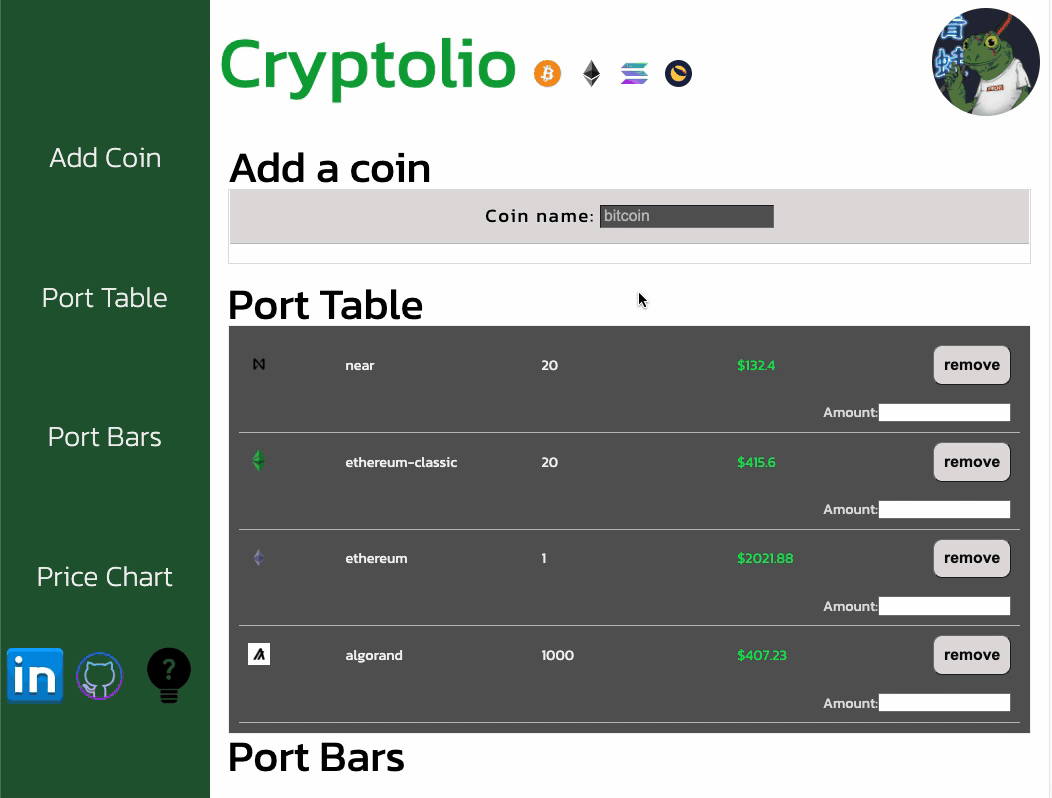 Cryptolio
Add Coin
Port Table
Port Bars
Price Chart
in
?
Add a coin
Coin name: bitcoin
Port Table
near 20 $132.4 remove
Amount:
ethereum-classic 20 $415.6 remove
Amount:
ethereum 1 $2021.88 remove
Amount:
algorand 1000 $407.23 remove
Amount:
Port Bars